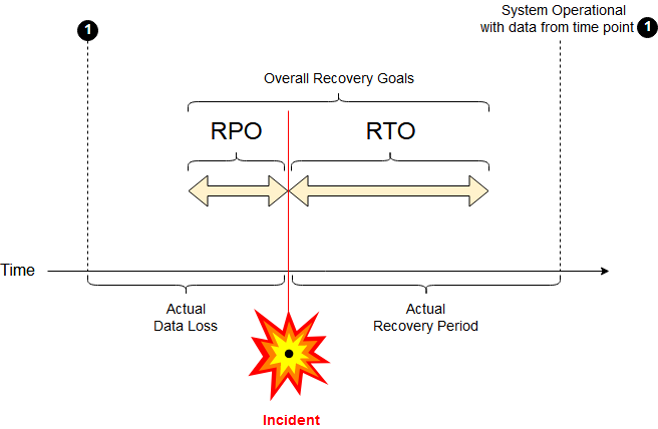 1
System Operational
with data from time point 1
Overall Recovery Goals
RPO
RTO
Time
Actual
Data Loss
Actual
Recovery Period
Incident